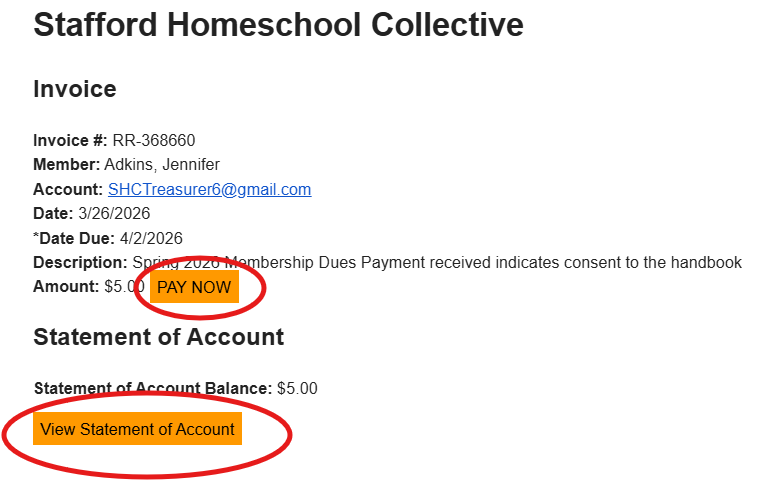 Stafford Homeschool Collective
Invoice
Invoice #: RR-368660
Member: Adkins, Jennifer
Account: SHCTreasurer6@gmail.com
Date: 3/26/2026
*Date Due: 4/2/2026
Description: Spring 2026 Membership Dues Payment received indicates consent to the handbook
Amount: $5.00 PAY NOW
Statement of Account
Statement of Account Balance: $5.00
View Statement of Account